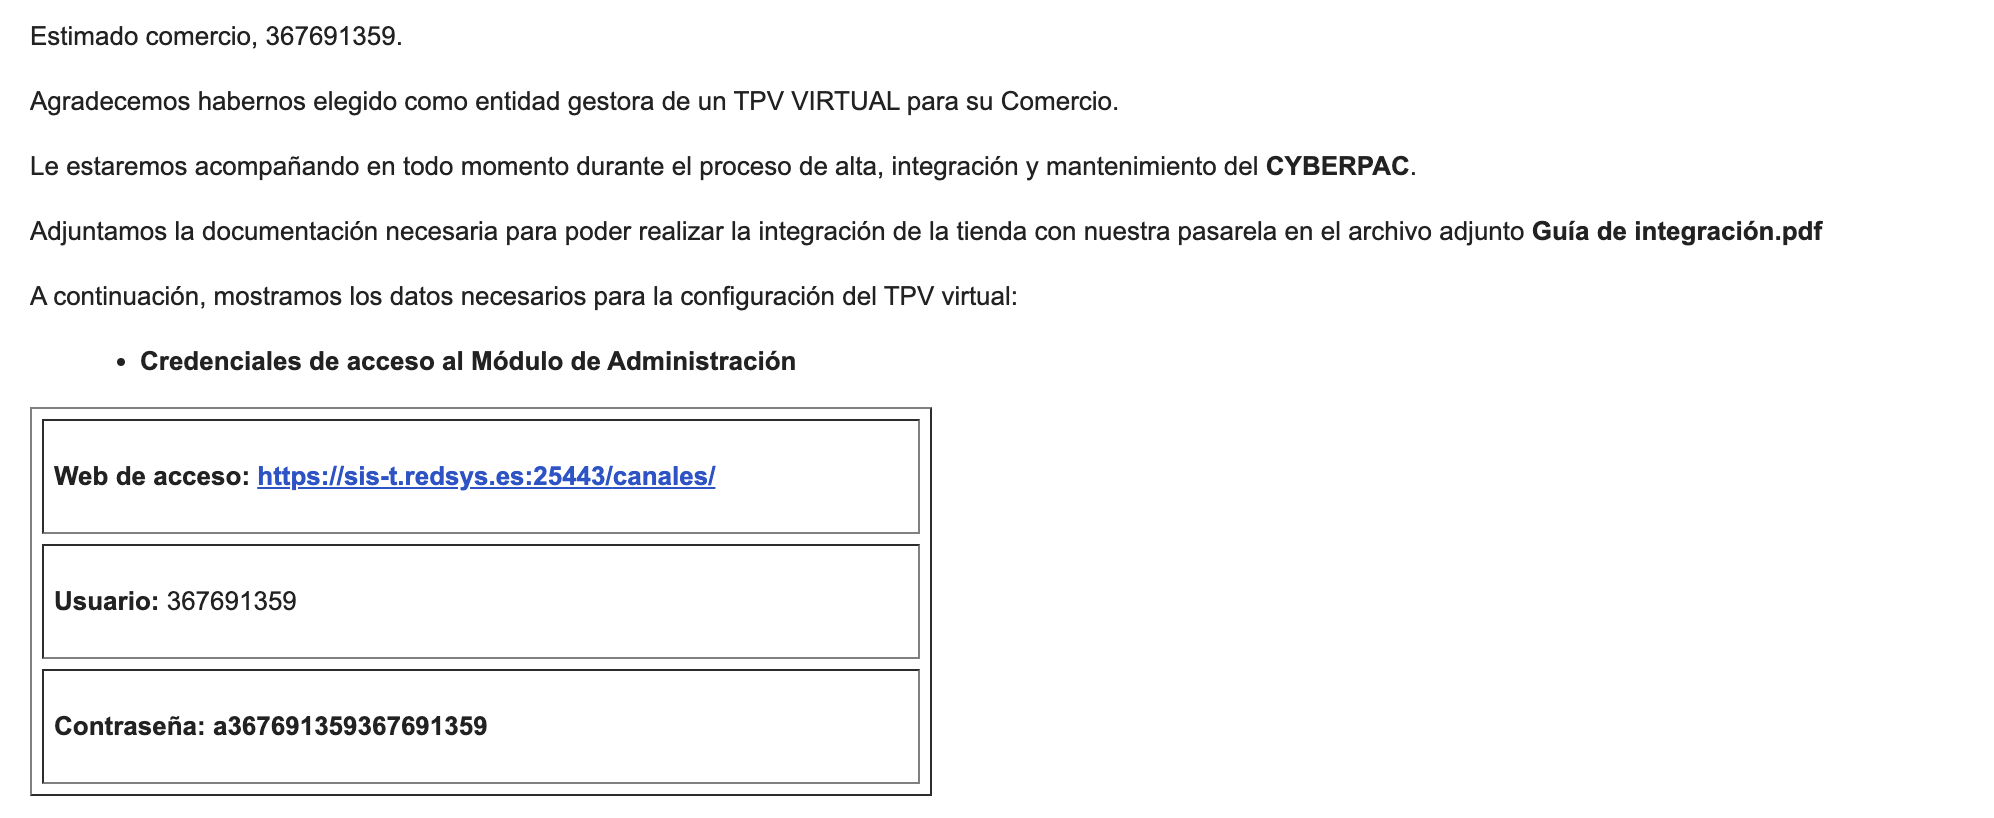 Estimado comercio, 367691359.
Agradecemos habernos elegido como entidad gestora de un TPV VIRTUAL para su Comercio.
Le estaremos acompañando en todo momento durante el proceso de alta, integración y mantenimiento del CYBERPAC.
Adjuntamos la documentación necesaria para poder realizar la integración de la tienda con nuestra pasarela en el archivo adjunto Guía de integración.pdf
A continuación, mostramos los datos necesarios para la configuración del TPV virtual:
• Credenciales de acceso al Módulo de Administración
Web de acceso: https://sis-t.redsys.es:25443/canales/
Usuario: 367691359
Contraseña: a367691359367691359